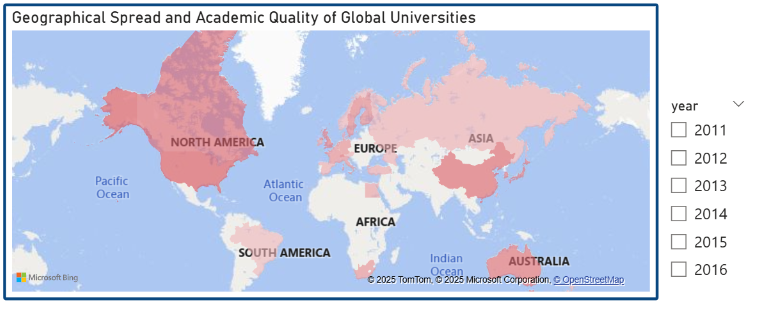 Geographical Spread and Academic Quality of Global Universities
NORTH AMERICA
EUROPE
ASIA
Pacific
Ocean
Atlantic
Ocean
AFRICA
SOUTH AMERICA
Indian
Ocean
AUSTRALIA
Microsoft Bing
© 2025 TomTom, © 2025 Microsoft Corporation, © OpenStreetMap
year
2011
2012
2013
2014
2015
2016